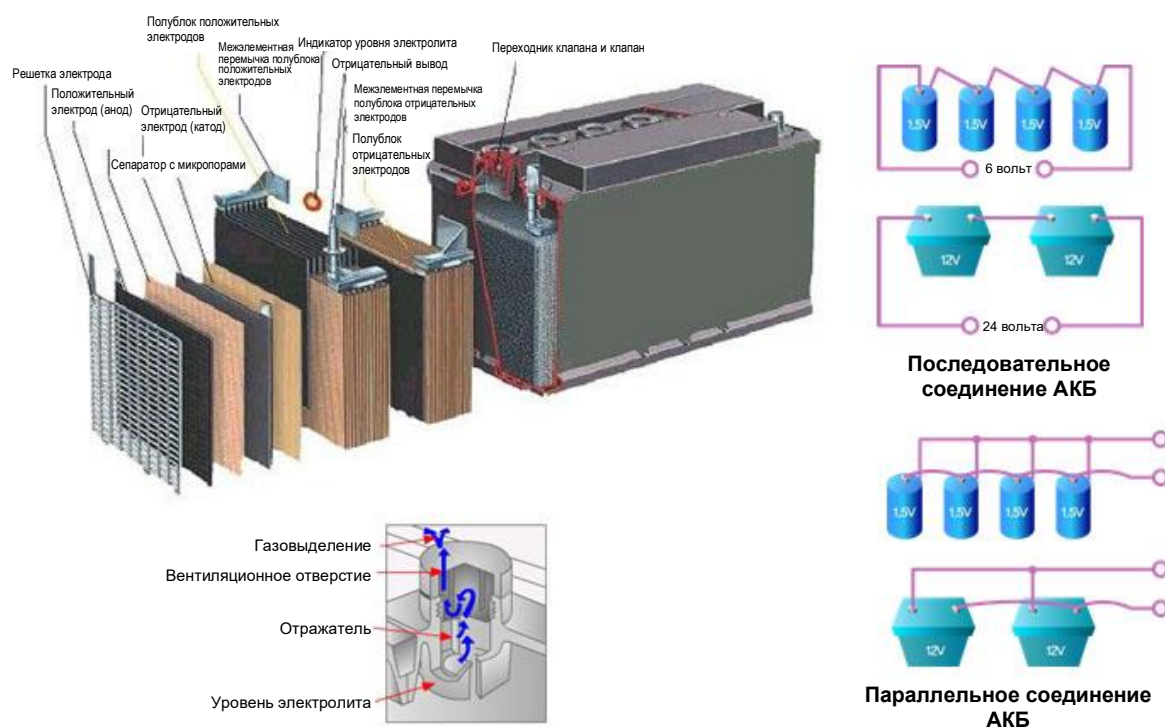 Полублок положительных
электродов
Межэлементная
перемычка полублока
положительных
электродов
Индикатор уровня электролита
Отрицательный вывод
Переходник клапана и клапан
Решетка электрода
Положительный
электрод (анод)
Отрицательный
электрод (катод)
Сепаратор с микропорами
Межэлементная перемычка
полублока отрицательных
электродов
Полублок
отрицательных
электродов
1,5V
1,5V
1,5V
1,5V
6 вольт
12V
12V
24 вольта
Последовательное
соединение АКБ
1,5V
1,5V
1,5V
1,5V
12V
12V
Параллельное соединение
АКБ
Газовыделение
Вентиляционное отверстие
Отражатель
Уровень электролита